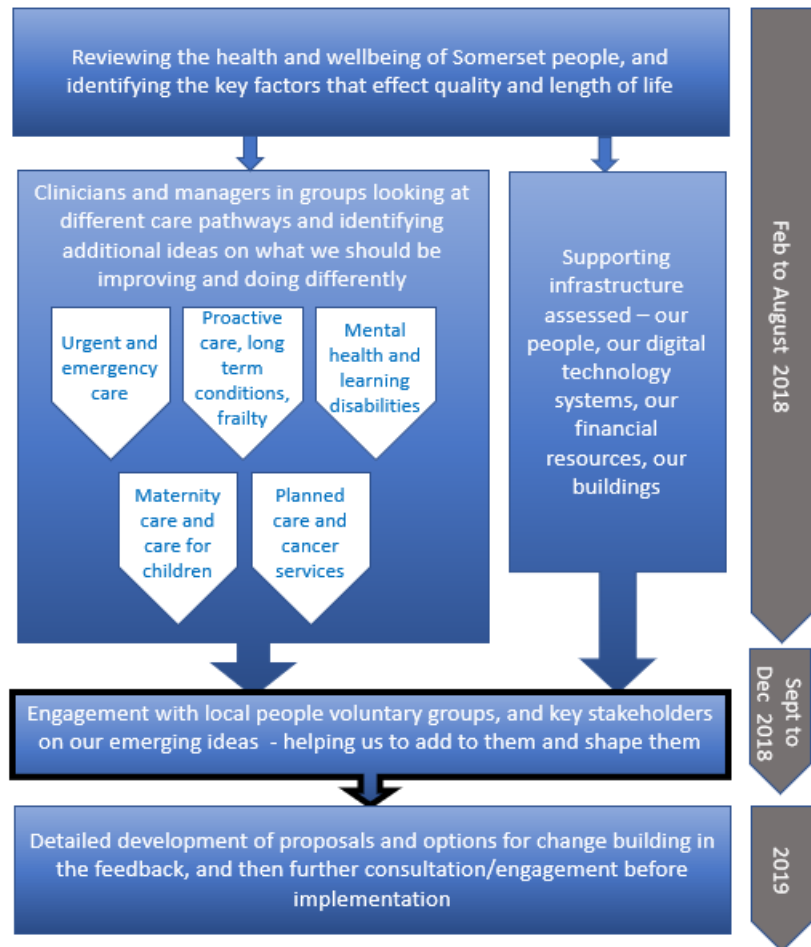 Reviewing the health and wellbeing of Somerset people, and
identifying the key factors that effect quality and length of life
Clinicians and managers in groups looking at
different care pathways and identifying
additional ideas on what we should be
improving and doing differently
Urgent and
emergency
care
Proactive
care, long
term
conditions,
frailty
Mental
health and
learning
disabilities
Maternity
care and
care for
children
Planned
care and
cancer
services
Supporting
infrastructure
assessed – our
people, our digital
technology
systems, our
financial
resources, our
buildings
Feb to August 2018
Engagement with local people voluntary groups, and key stakeholders
on our emerging ideas - helping us to add to them and shape them
Sept to
Dec 2018
Detailed development of proposals and options for change building in
the feedback, and then further consultation/engagement before
implementation
2019